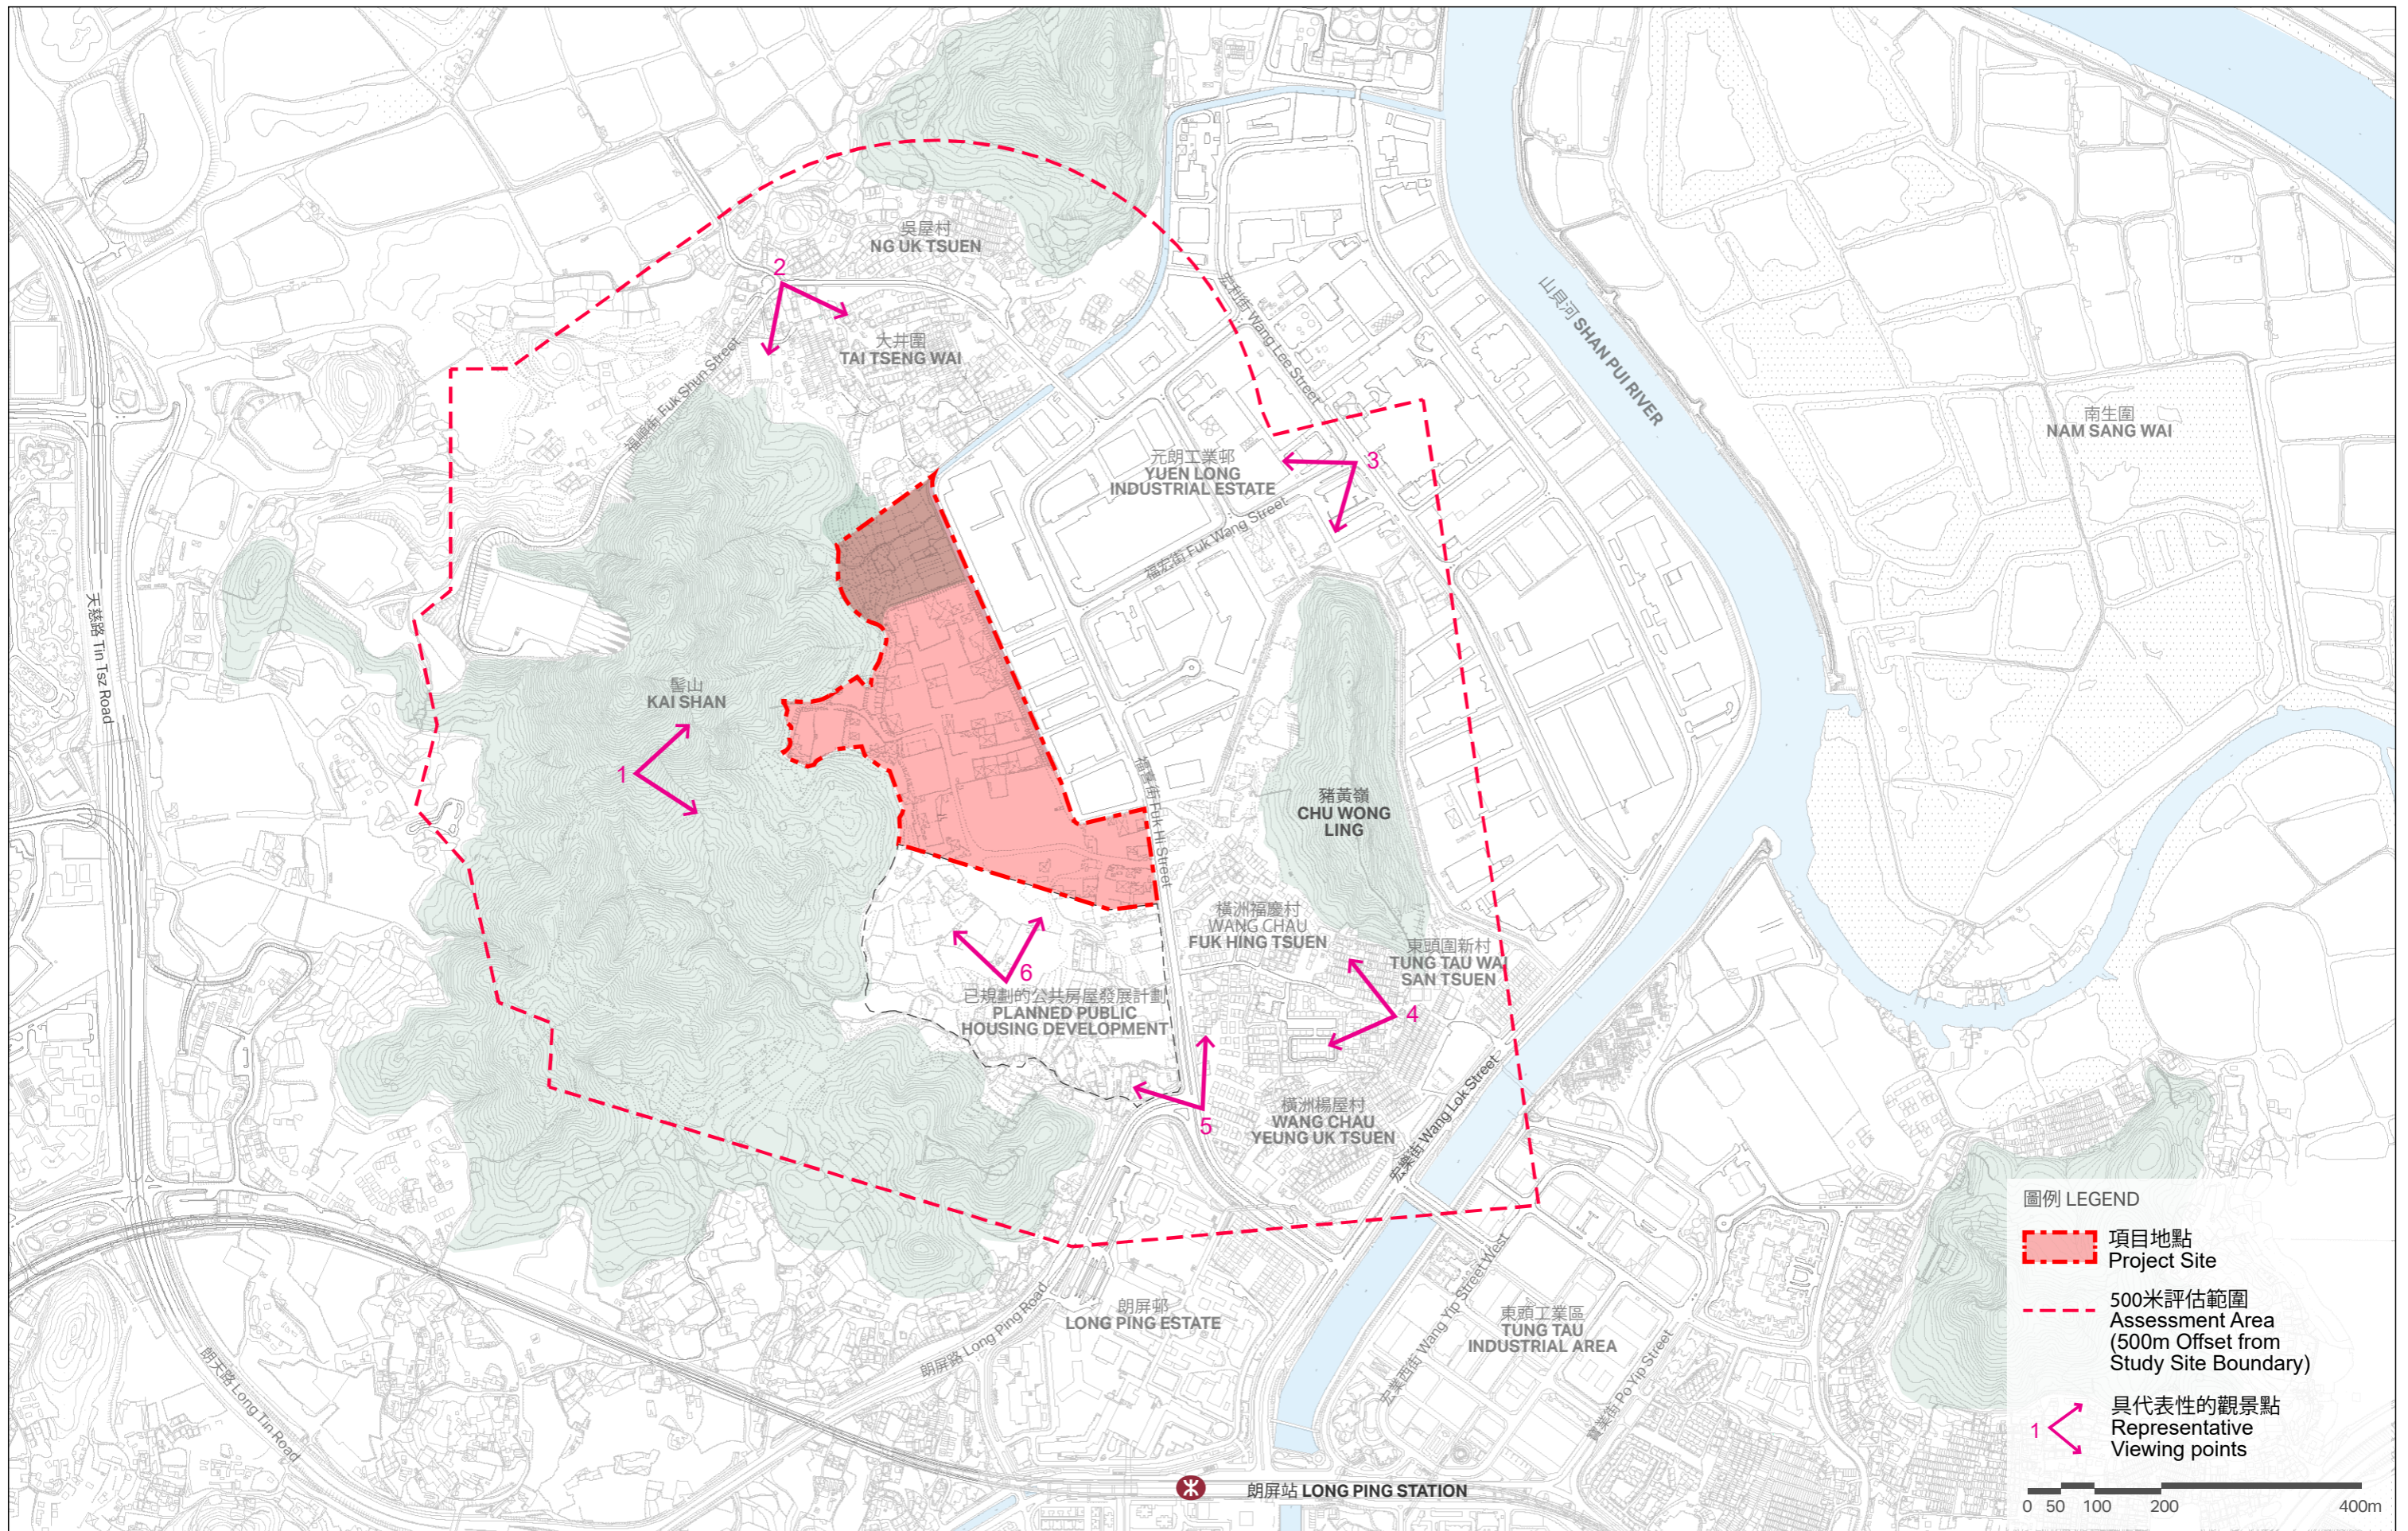 吳屋村
NG UK TSUEN
2
大井圍
TAI TSENG WAI
福順街 Fuk Shun Street
宏利街 Wang Lee Street
山貝河 SHAN PUI RIVER
南生圍
NAM SANG WAI
元朗工業邨
YUEN LONG
INDUSTRIAL ESTATE
3
福宏街 Fuk Wang Street
天慈路 Tin Tsz Road
髻山
KAI SHAN
1
福喜街 Fuk Hi Street
豬黃嶺
CHU WONG
LING
橫洲福慶村
WANG CHAU
FUK HING TSUEN
東頭圍新村
TUNG TAU WAI
SAN TSUEN
6
已規劃的公共房屋發展計劃
PLANNED PUBLIC
HOUSING DEVELOPMENT
4
5
橫洲楊屋村
WANG CHAU
YEUNG UK TSUEN
宏樂街 Wang Lok Street
朗屏邨
LONG PING ESTATE
朗屏路 Long Ping Road
朗天路 Long Tin Road
宏業西街 Wang Yip Street West
東頭工業區
TUNG TAU
INDUSTRIAL AREA
寶業街 Po Yip Street
朗屏站 LONG PING STATION
圖例 LEGEND
項目地點
Project Site
500米評估範圍
Assessment Area
(500m Offset from
Study Site Boundary)
1
具代表性的觀景點
Representative
Viewing points
0 50 100 200 400m